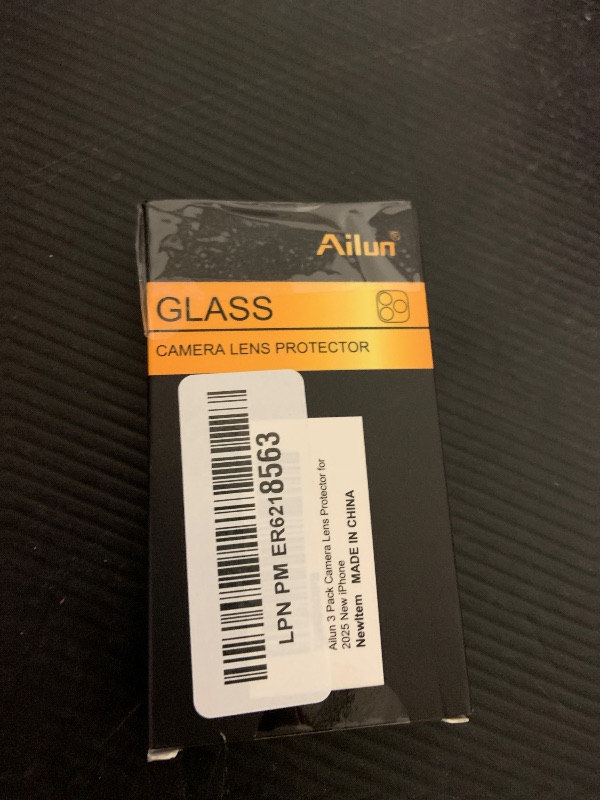 Ailun®
GLASS
CAMERA LENS PROTECTOR
LPN PM ER6218563
Ailun 3 Pack Camera Lens Protector for
2025 New iPhone
NewItem MADE IN CHINA